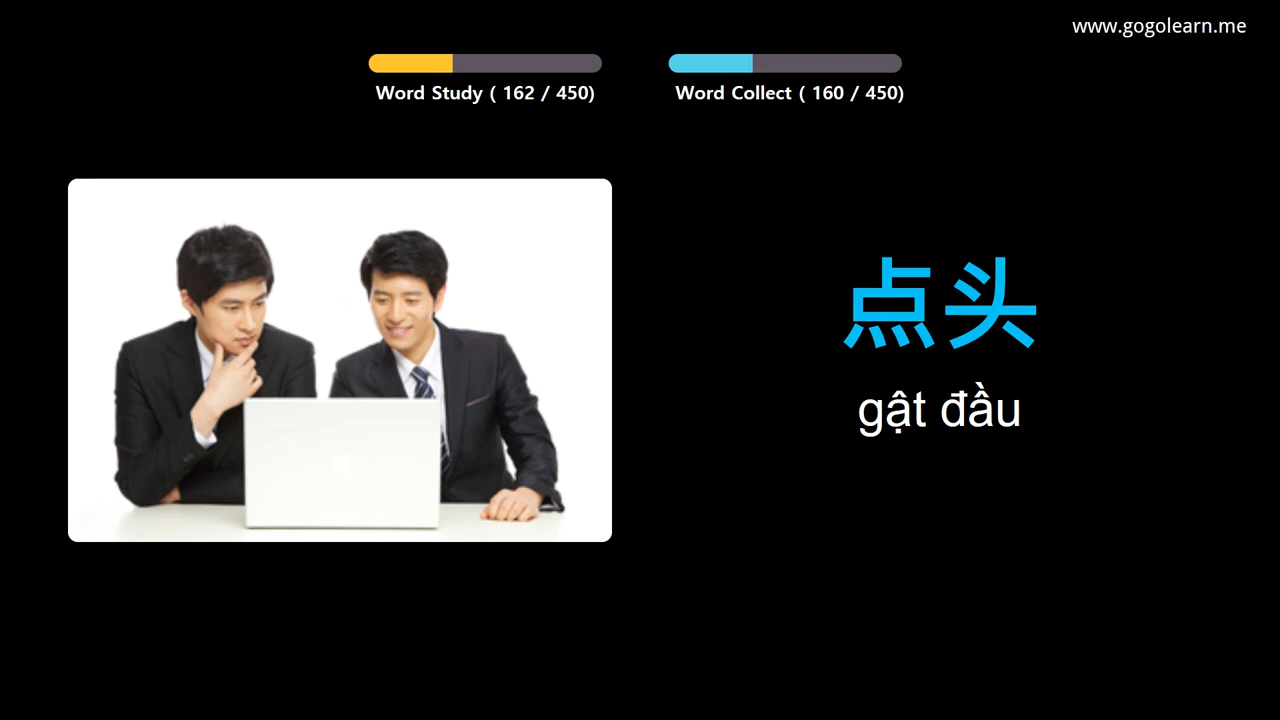 www.gogolearn.me
Word Study ( 162 / 450)
Word Collect ( 160 / 450)
点头
gật đầu